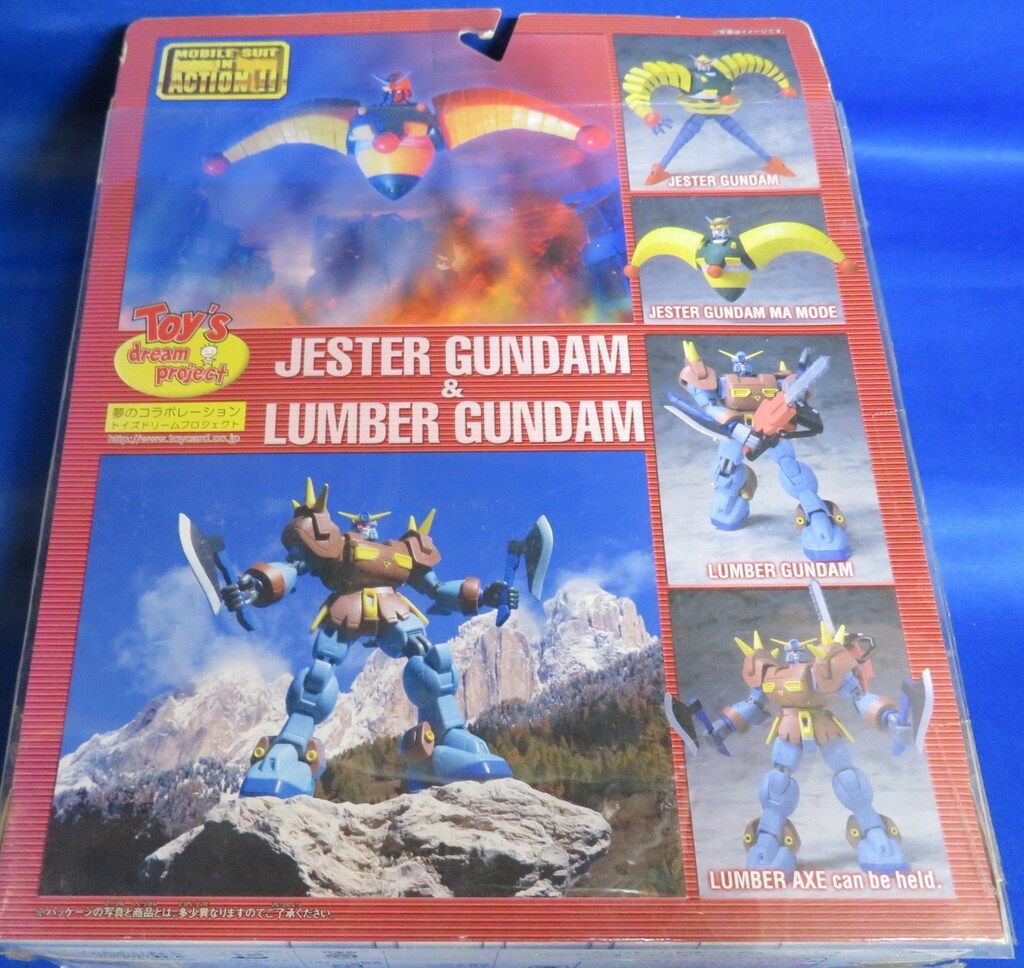 MOBILE SUIT
IN
ACTION!!
※写真はイメージです。
JESTER GUNDAM
JESTER GUNDAM MA MODE
Toy's
dream
project
夢のコラボレーション
トイズドリームプロジェクト
http://www.toycard.co.jp
JESTER GUNDAM
&
LUMBER GUNDAM
LUMBER GUNDAM
LUMBER AXE can be held.
※パッケージの写真と商品とは、多少異なりますのでご了承ください。